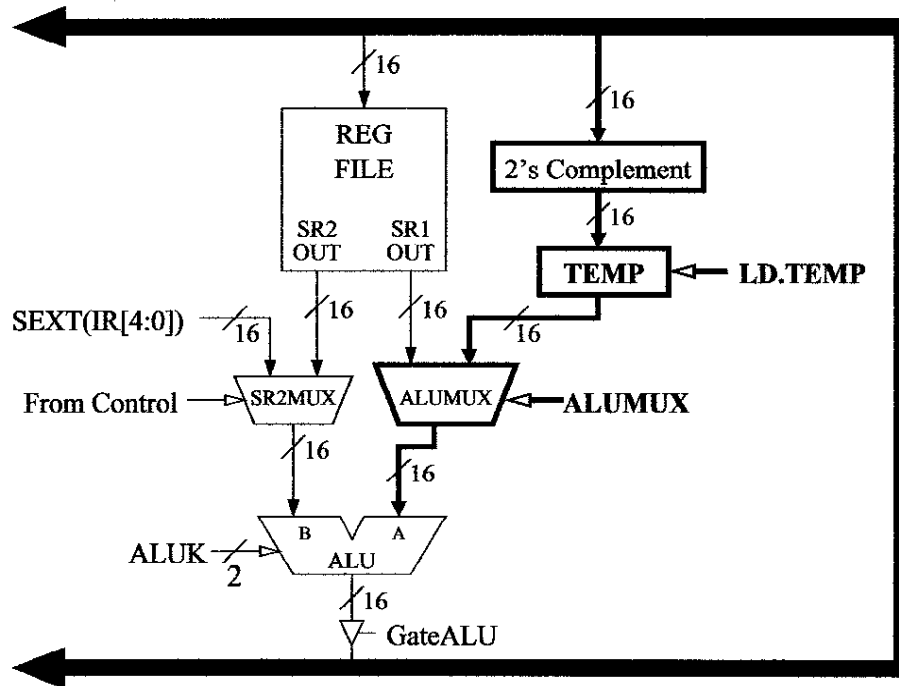 16
16
REG
FILE
2's Complement
SR2
OUT
SR1
OUT
16
TEMP
LD.TEMP
SEXT(IR[4:0])
16
16
16
16
From Control
SR2MUX
ALUMUX
ALUMUX
16
16
B
A
ALUK
2
ALU
16
GateALU